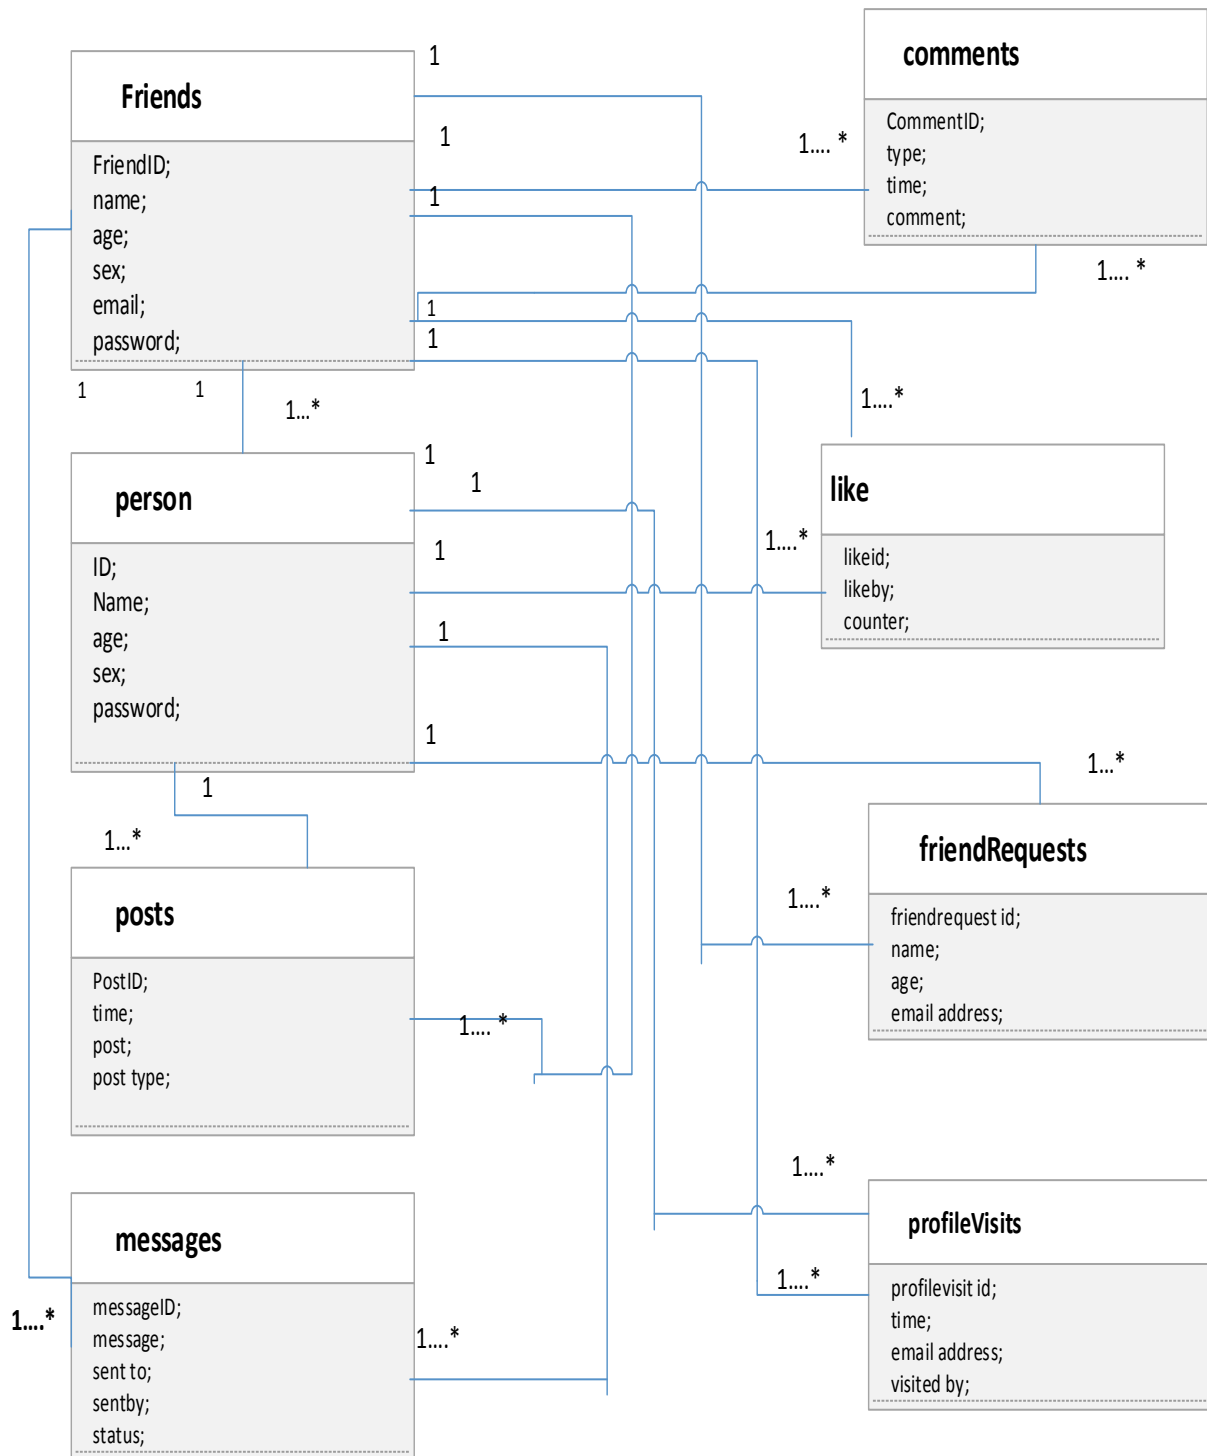 Friends
FriendID;
name;
age;
sex;
email;
password;
1
1
1
1
1
1
1
1...*
comments
CommentID;
type;
time;
comment;
1.... *
1.... *
person
ID;
Name;
age;
sex;
password;
1
1
1
1
1
1
1...*
like
likeid;
likeby;
counter;
1....*
1....*
posts
PostID;
time;
post;
post type;
1.... *
friendRequests
friendrequest id;
name;
age;
email address;
1...*
1....*
messages
messageID;
message;
sent to;
sentby;
status;
1....*
1....*
profileVisits
profilevisit id;
time;
email address;
visited by;
1....*
1....*